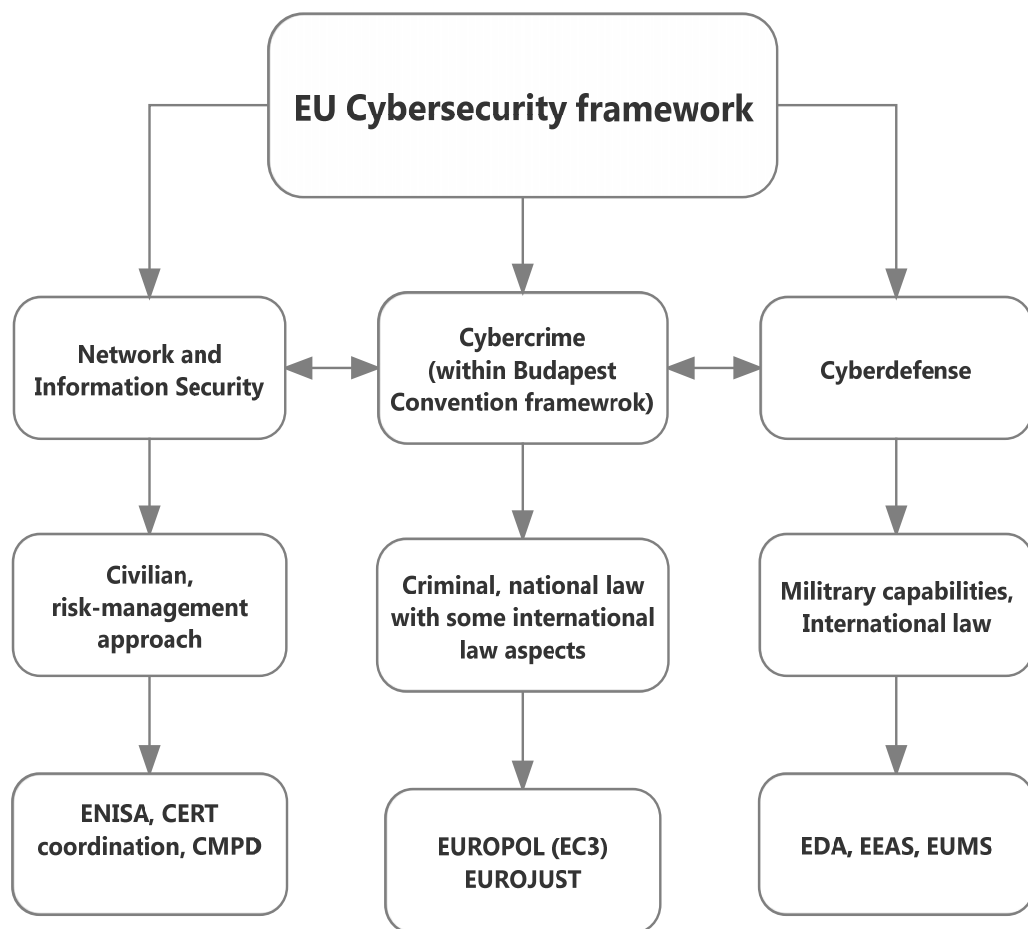 EU Cybersecurity framework
Network and
Information Security
Cybercrime
(within Budapest
Convention framewrok)
Cyberdefense
Civilian,
risk-management
approach
Criminal, national law
with some international
law aspects
Militrary capabilities,
International law
ENISA, CERT
coordination, CMPD
EUROPOL (EC3)
EUROJUST
EDA, EEAS, EUMS